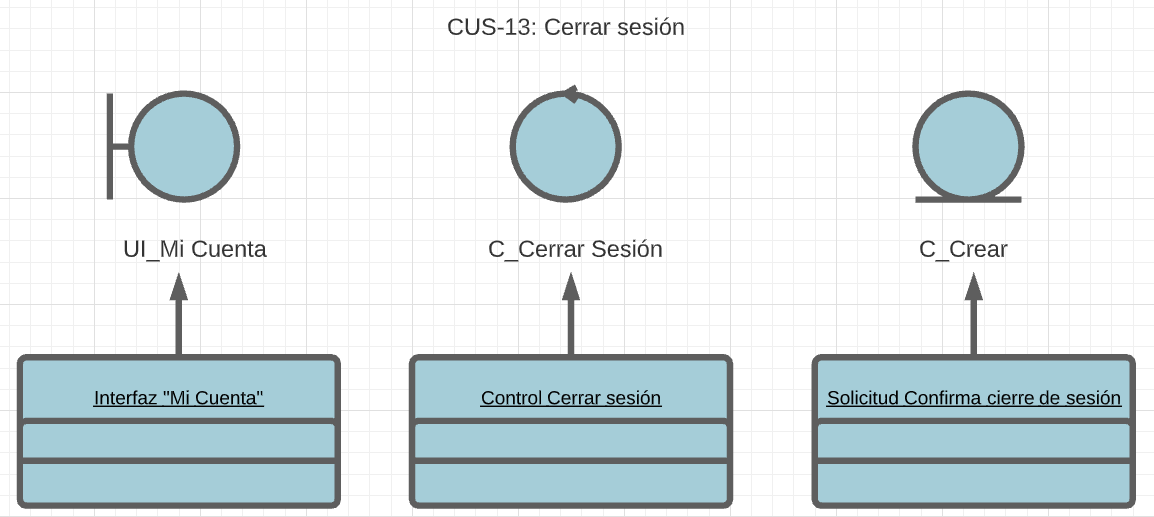 CUS-13: Cerrar sesión
UI_Mi Cuenta
C_Cerrar Sesión
C_Crear
Interfaz "Mi Cuenta"
Control Cerrar sesión
Solicitud Confirma cierre de sesión